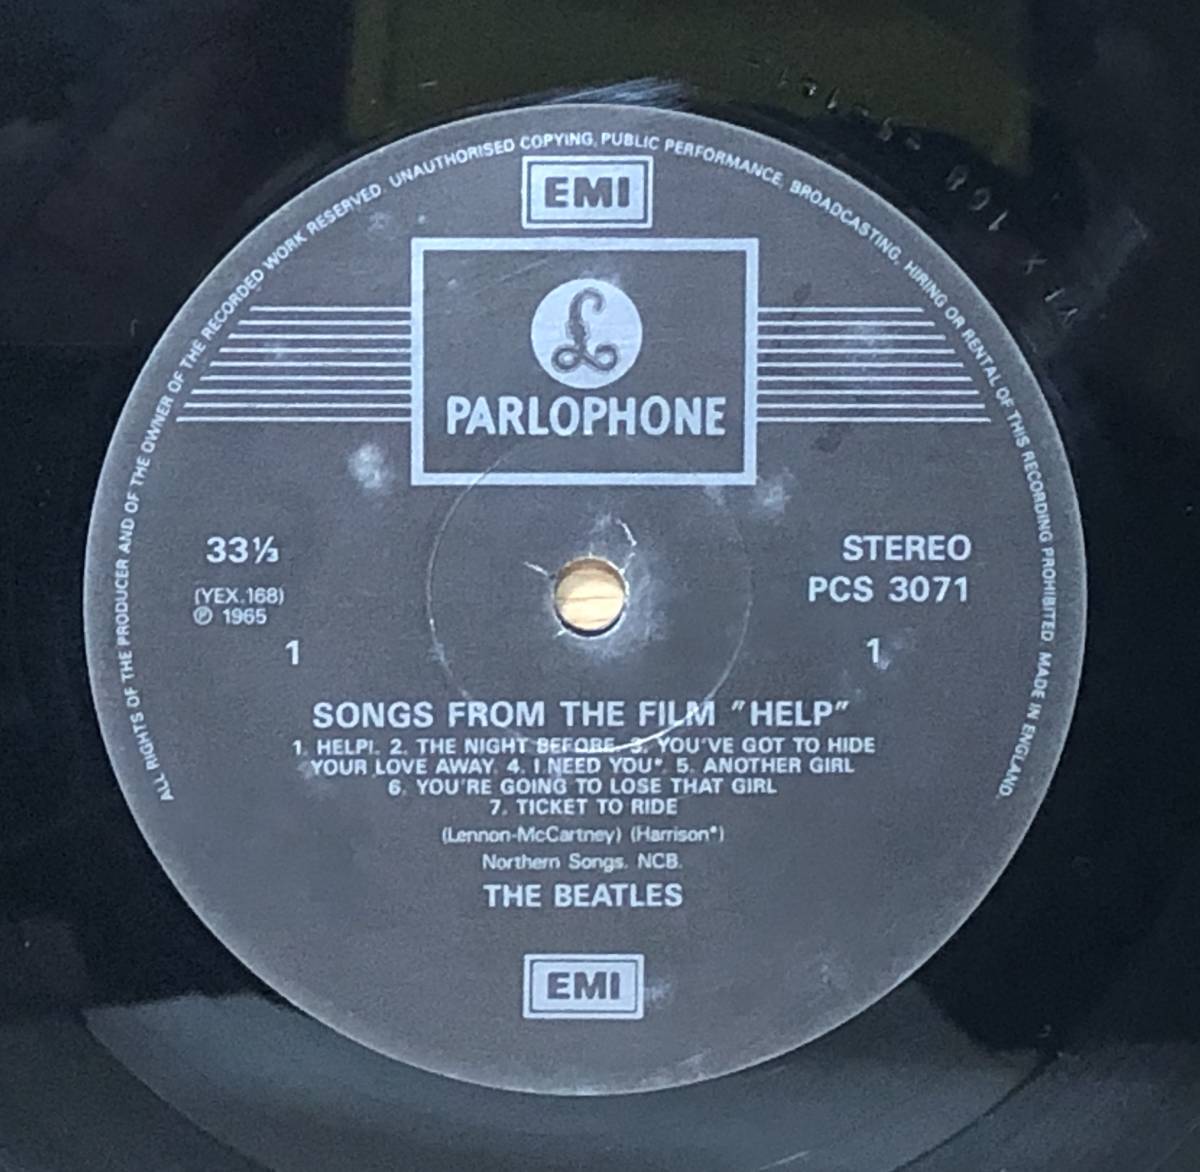 ALL RIGHTS OF THE PRODUCER AND OF THE OWNER OF THE RECORDED WORK RESERVED. UNAUTHORISED COPYING, PUBLIC PERFORMANCE, BROADCASTING, HIRING OR RENTAL OF THIS RECORDING PROHIBITED. MADE IN ENGLAND.
EMI
£
PARLOPHONE
33⅓
STEREO
(YEX.168)
PCS 3071
℗ 1965
1
1
SONGS FROM THE FILM "HELP"
1. HELP!. 2. THE NIGHT BEFORE. 3. YOU'VE GOT TO HIDE
YOUR LOVE AWAY. 4. I NEED YOU*. 5. ANOTHER GIRL
6. YOU'RE GOING TO LOSE THAT GIRL
7. TICKET TO RIDE
(Lennon-McCartney) (Harrison*)
Northern Songs. NCB.
THE BEATLES
EMI